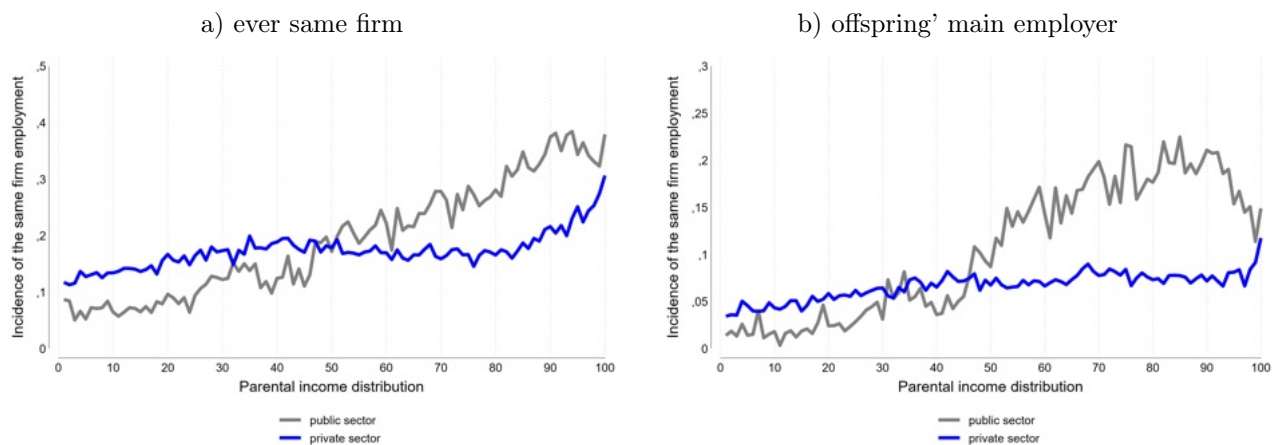 a) ever same firm
Incidence of the same firm employment
,5
,4
,3
,2
,1
0
0 10 20 30 40 50 60 70 80 90 100
Parental income distribution
public sector
private sector
b) offspring’ main employer
Incidence of the same firm employment
,3
,25
,2
,15
,1
,05
0
0 10 20 30 40 50 60 70 80 90 100
Parental income distribution
public sector
private sector